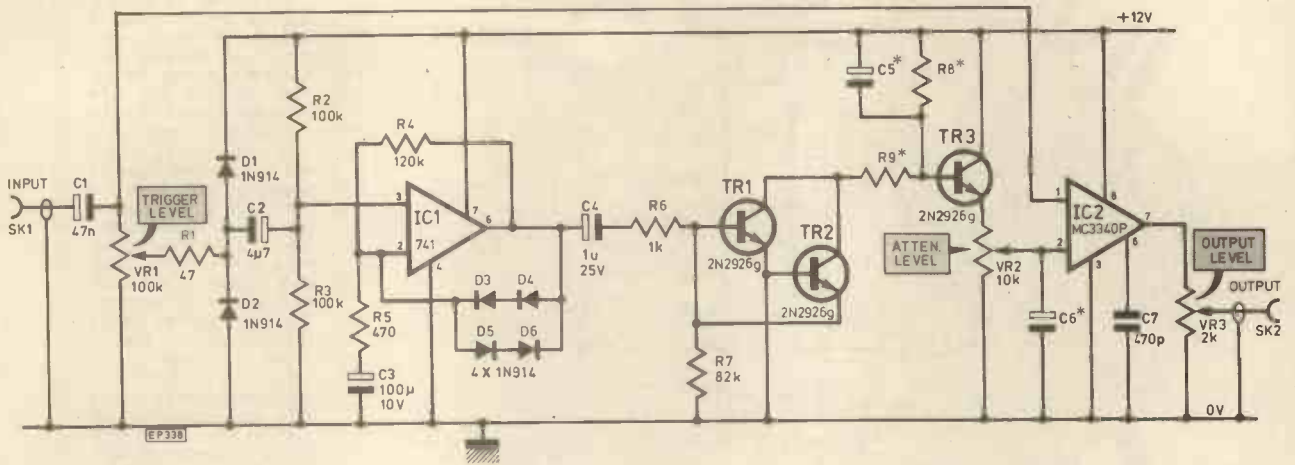 +12V
INPUT
SK1
C1
47n
TRIGGER
LEVEL
VR1
100k
R1
47
D1
1N914
D2
1N914
C2
4µ7
R2
100k
R3
100k
R4
120k
R5
470
C3
100µ
10V
IC1
741
3
2
7
6
4
D3
D4
D5
D6
4 X 1N914
C4
1u
25V
R6
1k
R7
82k
TR1
2N2926g
TR2
2N2926g
C5*
R8*
R9*
TR3
2N2926g
ATTEN.
LEVEL
VR2
10k
C6*
IC2
MC3340P
1
2
8
7
6
3
C7
470p
OUTPUT
LEVEL
VR3
2k
OUTPUT
SK2
0V
EP338